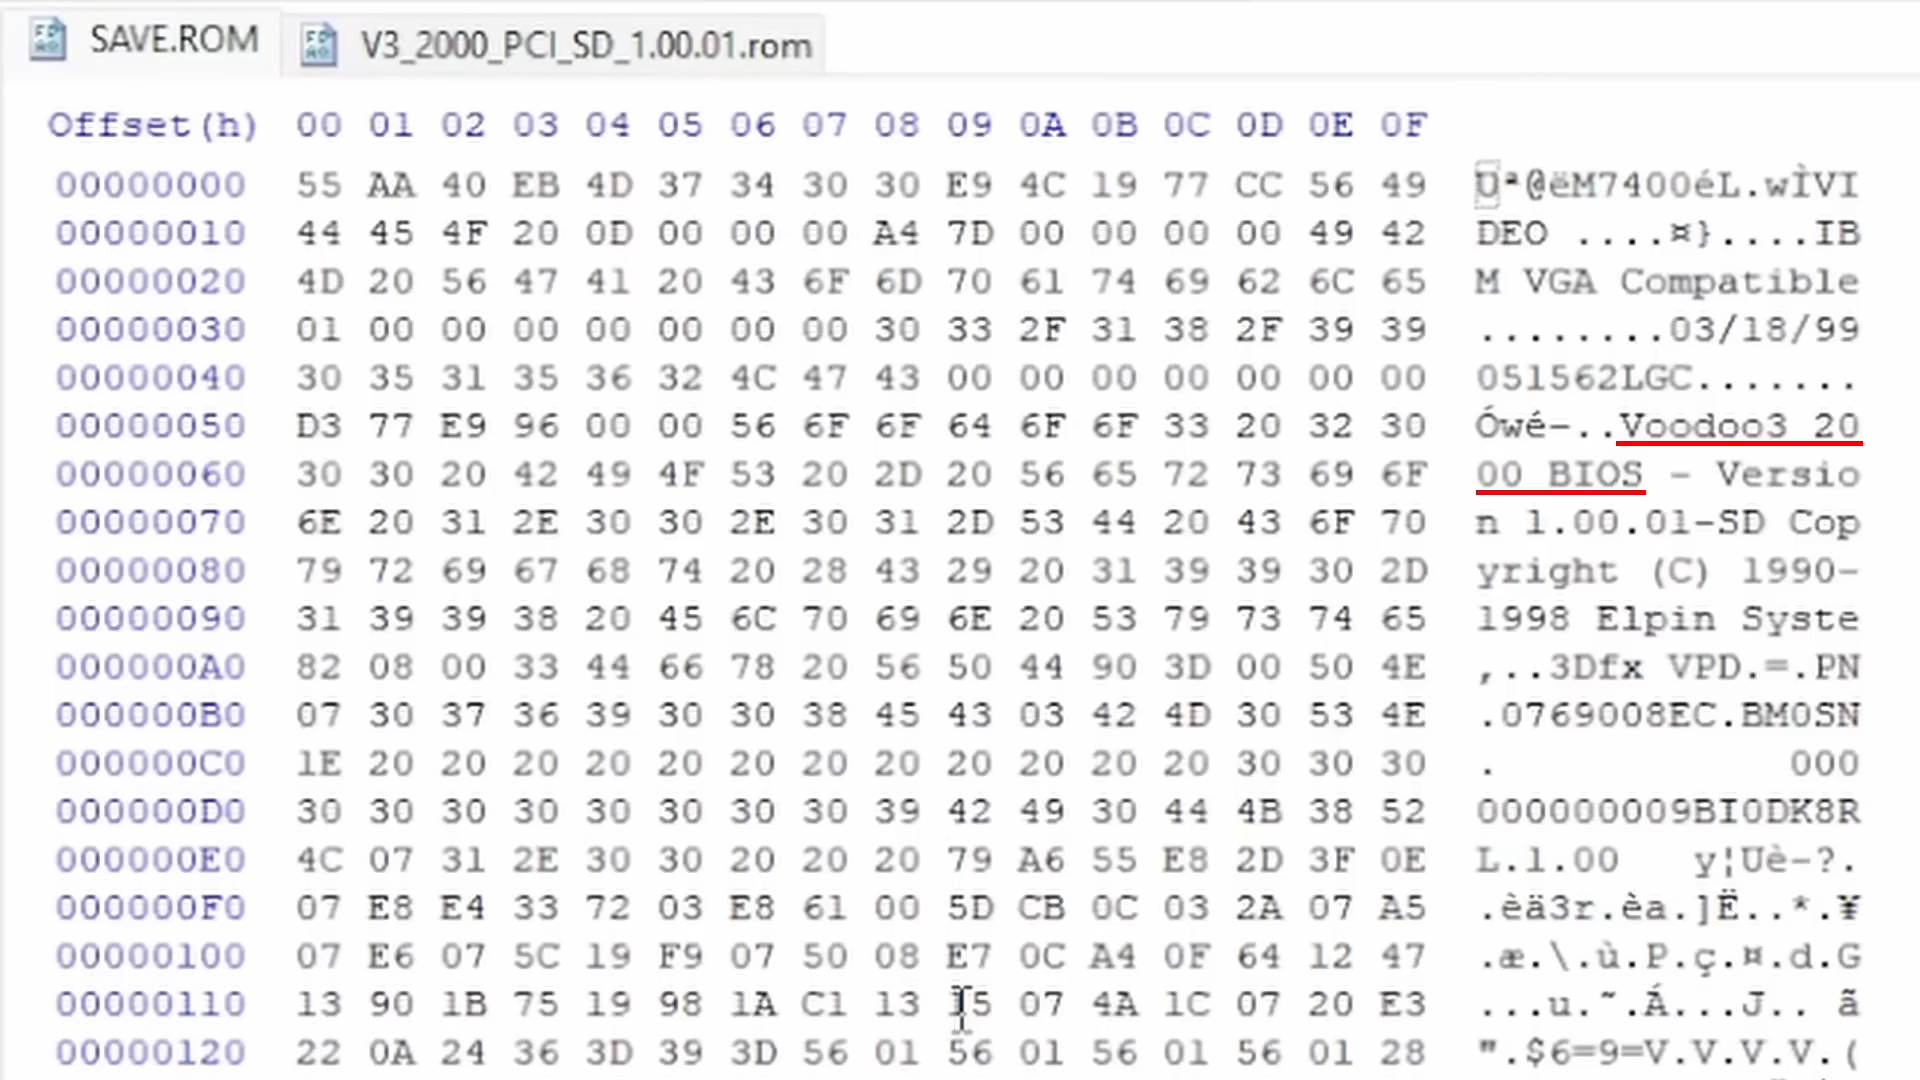 SAVE.ROM V3_2000_PCI_SD_1.00.01.rom
Offset(h) 00 01 02 03 04 05 06 07 08 09 0A 0B 0C 0D 0E 0F
00000000 55 AA 40 EB 4D 37 34 30 30 E9 4C 19 77 CC 56 49 Uª@ëM7400éL.wÌVI
00000010 44 45 4F 20 0D 00 00 00 A4 7D 00 00 00 00 49 42 DEO ....¤}....IB
00000020 4D 20 56 47 41 20 43 6F 6D 70 61 74 69 62 6C 65 M VGA Compatible
00000030 01 00 00 00 00 00 00 00 30 33 2F 31 38 2F 39 39 ........03/18/99
00000040 30 35 31 35 36 32 4C 47 43 00 00 00 00 00 00 00 051562LGC.......
00000050 D3 77 E9 96 00 00 56 6F 6F 64 6F 6F 33 20 32 30 Ówé–..Voodoo3 20
00000060 30 30 20 42 49 4F 53 20 2D 20 56 65 72 73 69 6F 00 BIOS - Versio
00000070 6E 20 31 2E 30 30 2E 30 31 2D 53 44 20 43 6F 70 n 1.00.01-SD Cop
00000080 79 72 69 67 68 74 20 28 43 29 20 31 39 39 30 2D yright (C) 1990-
00000090 31 39 39 38 20 45 6C 70 69 6E 20 53 79 73 74 65 1998 Elpin Syste
000000A0 82 08 00 33 44 66 78 20 56 50 44 90 3D 00 50 4E ‚..3Dfx VPD.=.PN
000000B0 07 30 37 36 39 30 30 38 45 43 03 42 4D 30 53 4E .0769008EC.BM0SN
000000C0 1E 20 20 20 20 20 20 20 20 20 20 20 20 30 30 30 . 000
000000D0 30 30 30 30 30 30 30 30 39 42 49 30 44 4B 38 52 000000009BI0DK8R
000000E0 4C 07 31 2E 30 30 20 20 20 79 A6 55 E8 2D 3F 0E L.1.00 y¦Uè-?.
000000F0 07 E8 E4 33 72 03 E8 61 00 5D CB 0C 03 2A 07 A5 .èä3r.èa.]Ë..*.¥
00000100 07 E6 07 5C 19 F9 07 50 08 E7 0C A4 0F 64 12 47 .æ.\.ù.P.ç.¤.d.G
00000110 13 90 1B 75 19 98 1A C1 13 15 07 4A 1C 07 20 E3 ...u.˜.Á...J.. ã
00000120 22 0A 24 36 3D 39 3D 56 01 56 01 56 01 56 01 28 ".$6=9=V.V.V.V.(